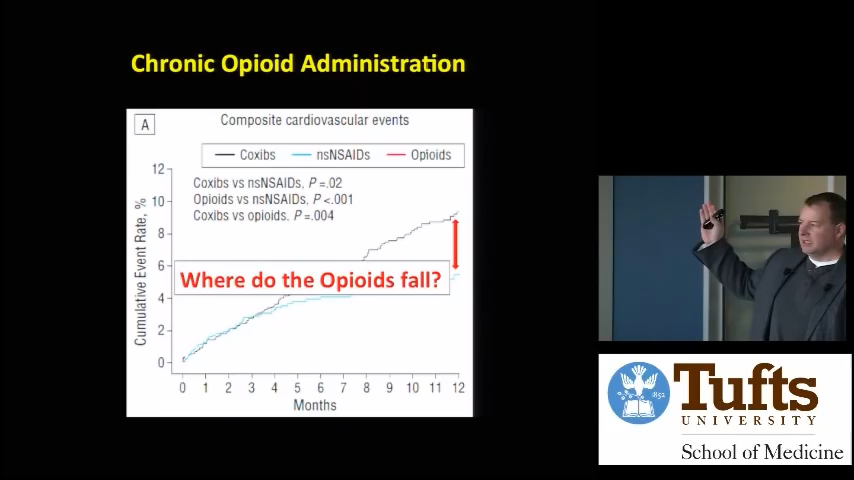 Chronic Opioid Administration
A
Composite cardiovascular events
Coxibs
nsNSAIDs
Opioids
Coxibs vs nsNSAIDs, P =.02
Opioids vs nsNSAIDs, P <.001
Coxibs vs opioids, P =.004
Cumulative Event Rate, %
12
10
8
6
4
2
0
Where do the Opioids fall?
0 1 2 3 4 5 6 7 8 9 10 11 12
Months
1852
Tufts
UNIVERSITY
School of Medicine